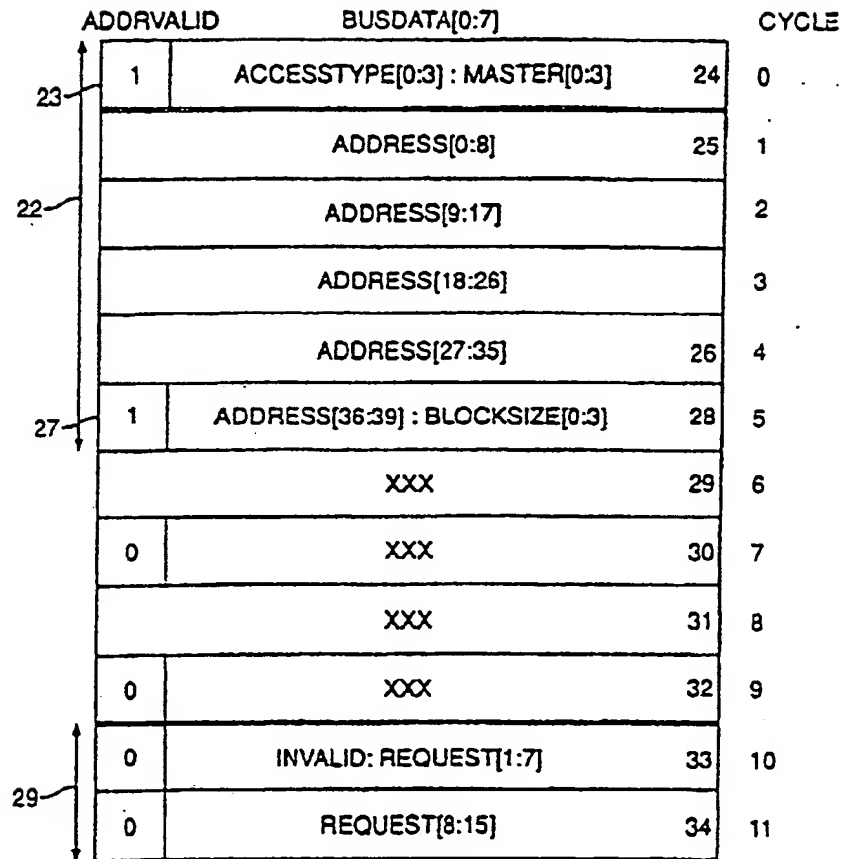 ADDRVALID BUSDATA[0:7] CYCLE
23 1 ACCESSTYPE[0:3] : MASTER[0:3] 24 0
ADDRESS[0:8] 25 1
22 ADDRESS[9:17] 2
ADDRESS[18:26] 3
ADDRESS[27:35] 26 4
27 1 ADDRESS[36:39] : BLOCKSIZE[0:3] 28 5
XXX 29 6
0 XXX 30 7
XXX 31 8
0 XXX 32 9
0 INVALID: REQUEST[1:7] 33 10
29 0 REQUEST[8:15] 34 11